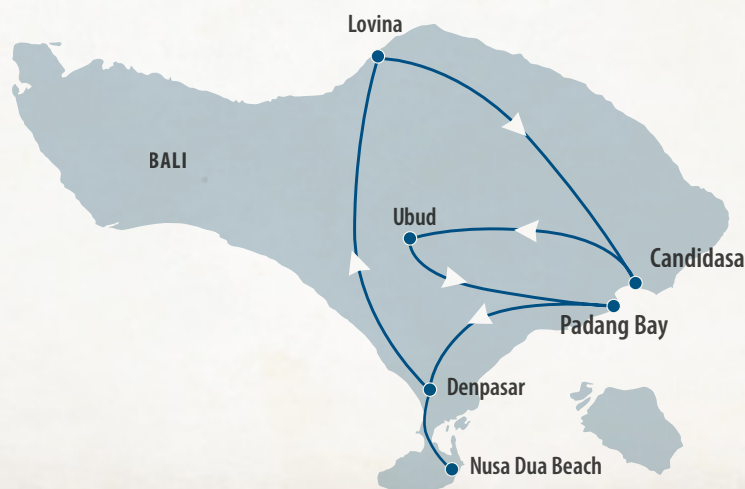 Lovina
BALI
Ubud
Candidasa
Padang Bay
Denpasar
Nusa Dua Beach